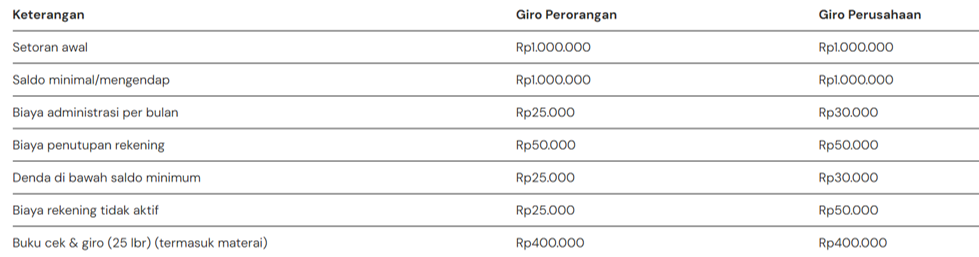 Keterangan Giro Perorangan Giro Perusahaan
Setoran awal Rp1.000.000 Rp1.000.000
Saldo minimal/mengendap Rp1.000.000 Rp1.000.000
Biaya administrasi per bulan Rp25.000 Rp30.000
Biaya penutupan rekening Rp50.000 Rp50.000
Denda di bawah saldo minimum Rp25.000 Rp30.000
Biaya rekening tidak aktif Rp25.000 Rp50.000
Buku cek & giro (25 lbr) (termasuk materai) Rp400.000 Rp400.000